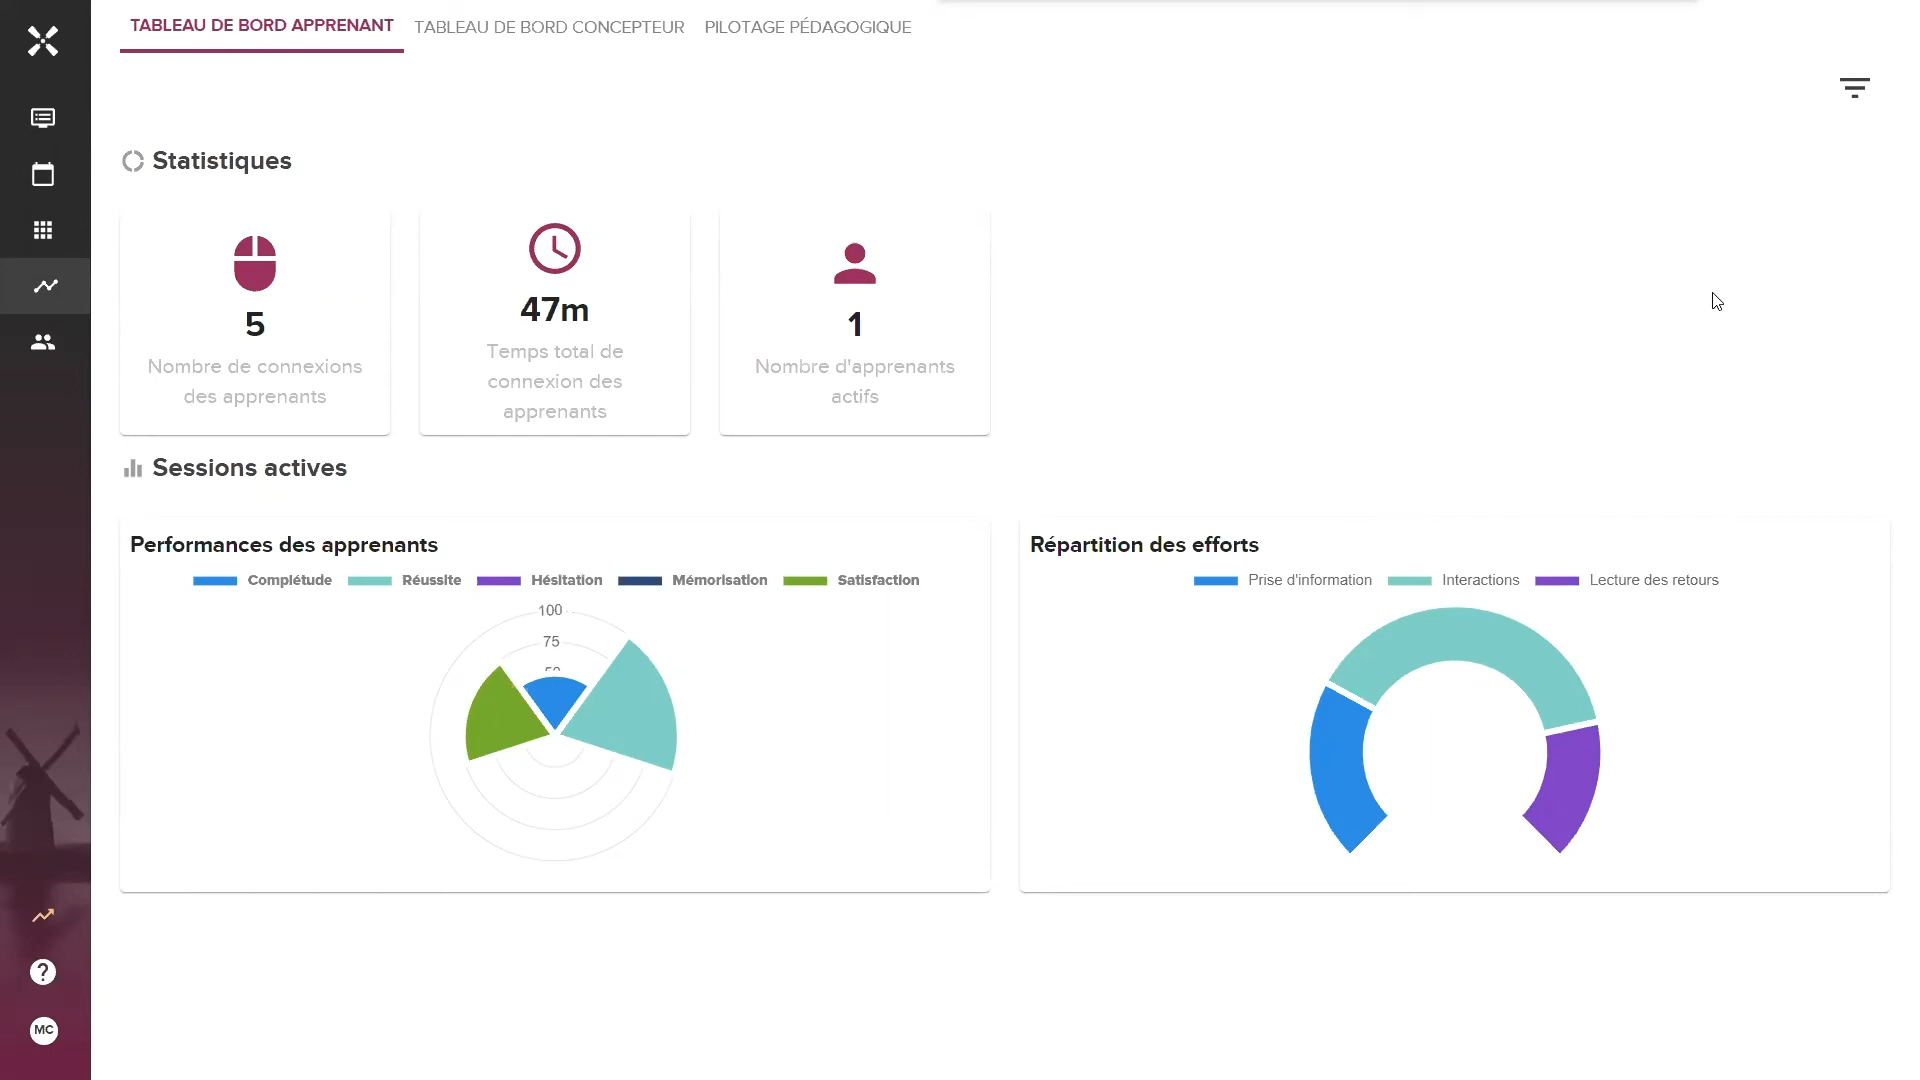 TABLEAU DE BORD APPRENANT TABLEAU DE BORD CONCEPTEUR PILOTAGE PÉDAGOGIQUE
Statistiques
5
Nombre de connexions
des apprenants
47m
Temps total de
connexion des
apprenants
1
Nombre d'apprenants
actifs
Sessions actives
Performances des apprenants
Complétude Réussite Hésitation Mémorisation Satisfaction
100
75
Répartition des efforts
Prise d'information Interactions Lecture des retours
?
MC